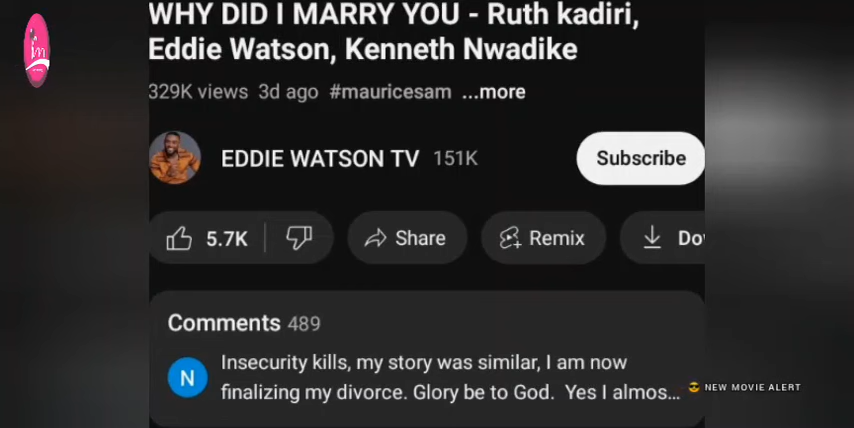 im
WHY DID I MARRY YOU - Ruth kadiri,
Eddie Watson, Kenneth Nwadike
329K views 3d ago #mauricesam ...more
EDDIE WATSON TV 151K
Subscribe
5.7K
Share
Remix
Do
Comments 489
N
Insecurity kills, my story was similar, I am now
finalizing my divorce. Glory be to God. Yes I almos...
NEW MOVIE ALERT